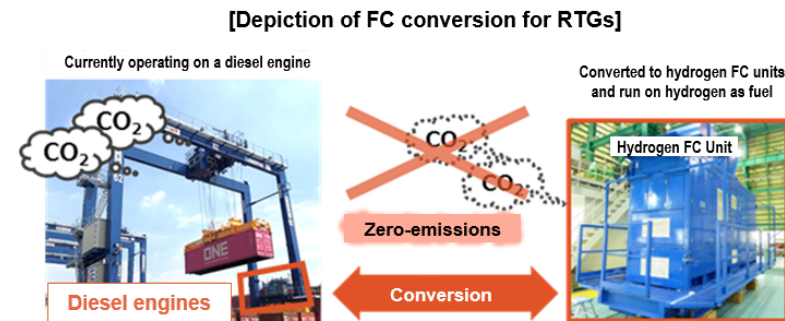 [Depiction of FC conversion for RTGs]
Currently operating on a diesel engine
Converted to hydrogen FC units
and run on hydrogen as fuel
CO₂
CO₂
CO₂
CO₂
Hydrogen FC Unit
ONE
Zero-emissions
Diesel engines
Conversion